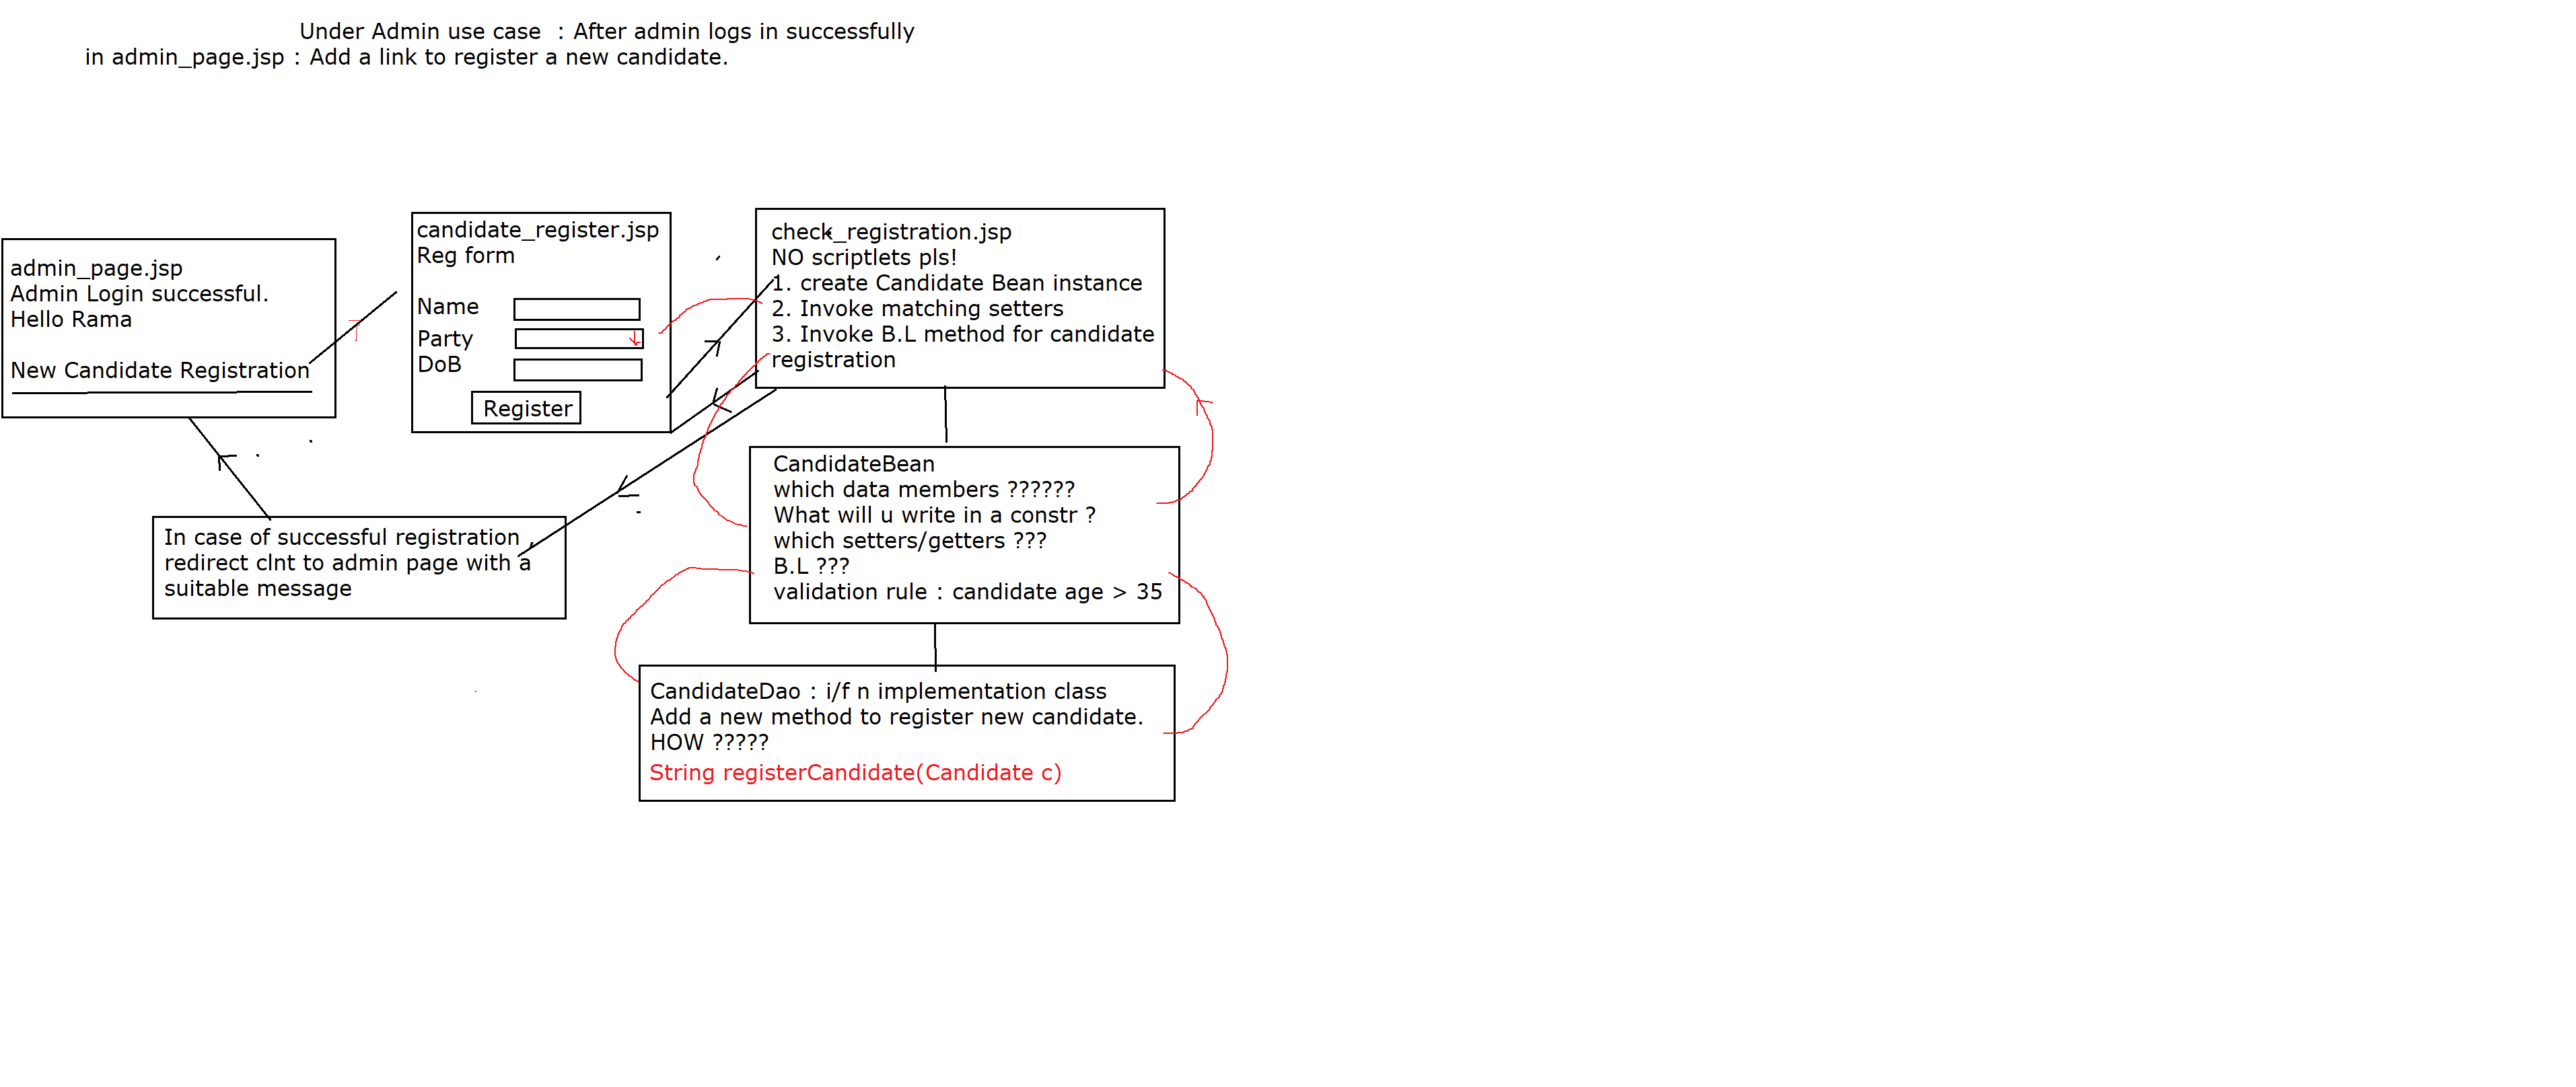 Under Admin use case : After admin logs in successfully
in admin_page.jsp : Add a link to register a new candidate.
admin_page.jsp
Admin Login successful.
Hello Rama
New Candidate Registration
candidate_register.jsp
Reg form
Name
Party
DoB
Register
check_registration.jsp
NO scriptlets pls!
1. create Candidate Bean instance
2. Invoke matching setters
3. Invoke B.L method for candidate
registration
CandidateBean
which data members ??????
What will u write in a constr ?
which setters/getters ???
B.L ???
validation rule : candidate age > 35
In case of successful registration ,
redirect clnt to admin page with a
suitable message
CandidateDao : i/f n implementation class
Add a new method to register new candidate.
HOW ?????
String registerCandidate(Candidate c)